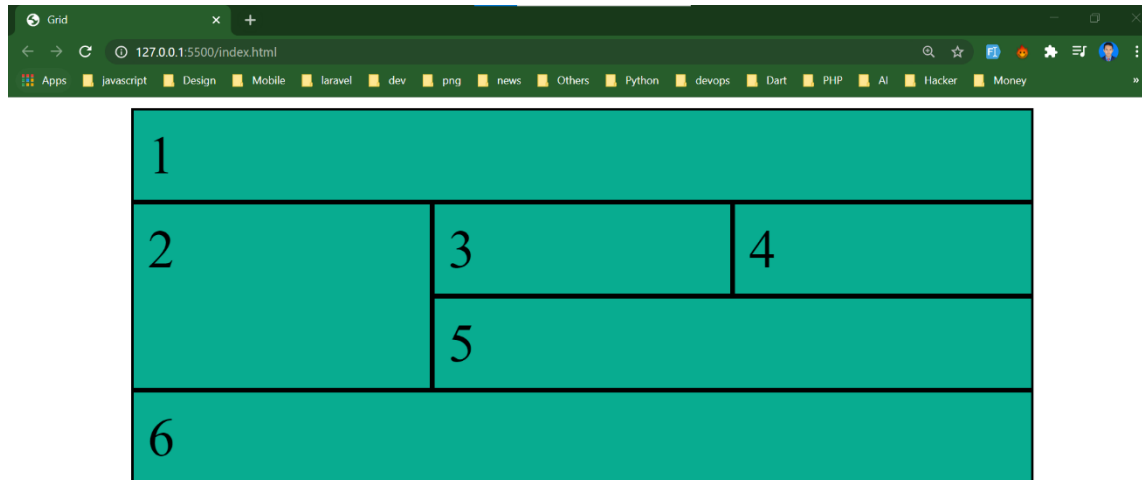 Grid
127.0.0.1:5500/index.html
Apps javascript Design Mobile laravel dev png news Others Python devops Dart PHP AI Hacker Money
1
2 3 4
5
6